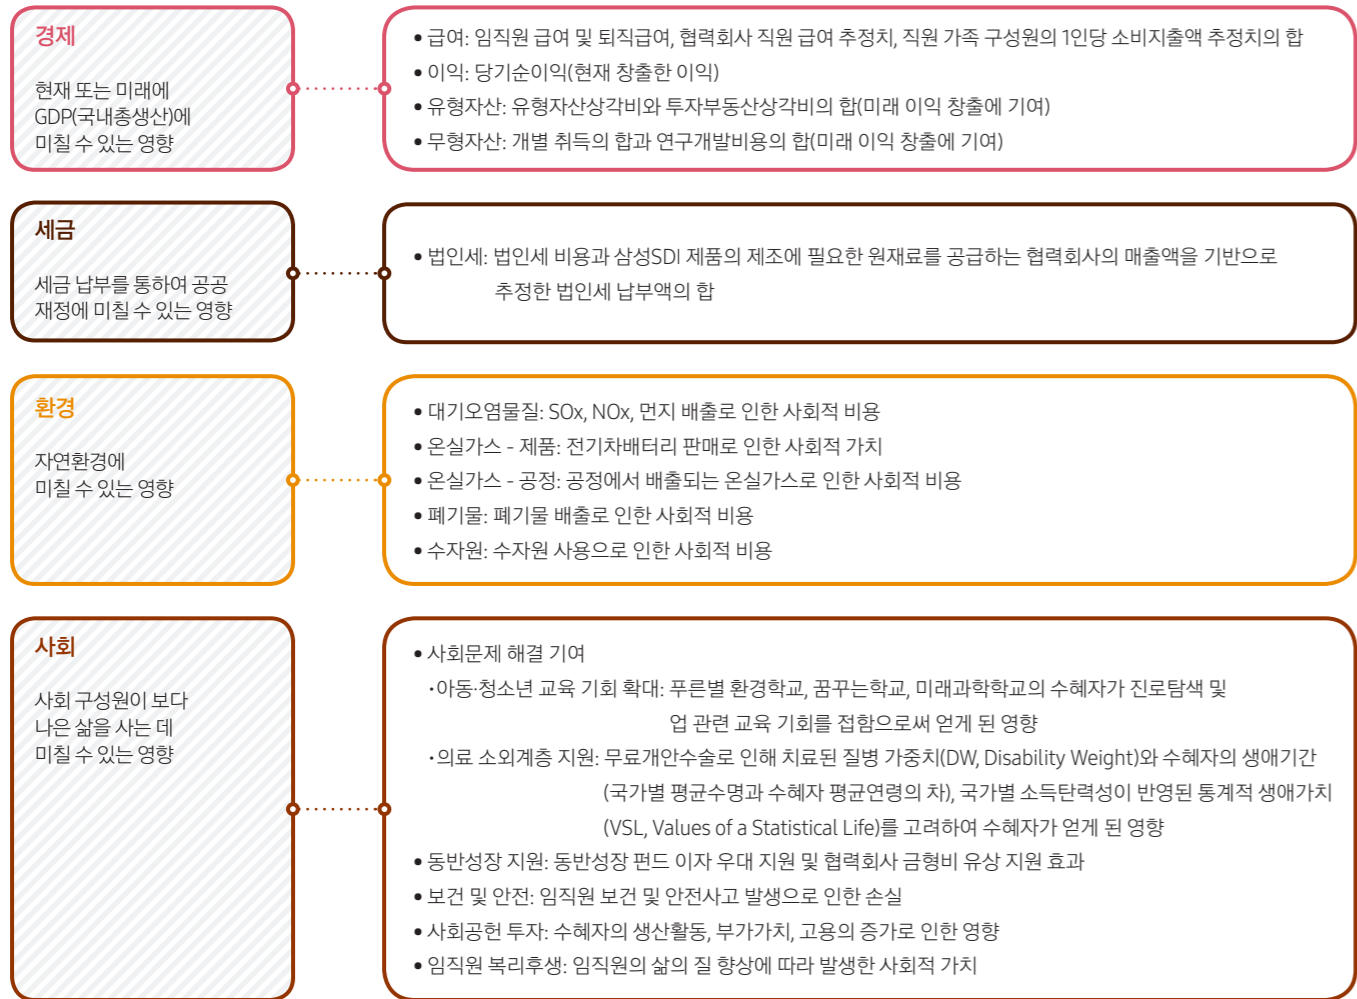 경제
현재 또는 미래에
GDP(국내총생산)에
미칠 수 있는 영향
• 급여: 임직원 급여 및 퇴직급여, 협력회사 직원 급여 추정치, 직원 가족 구성원의 1인당 소비지출액 추정치의 합
• 이익: 당기순이익(현재 창출한 이익)
• 유형자산: 유형자산상각비와 투자부동산상각비의 합(미래 이익 창출에 기여)
• 무형자산: 개별 취득의 합과 연구개발비용의 합(미래 이익 창출에 기여)
세금
세금 납부를 통하여 공공
재정에 미칠 수 있는 영향
• 법인세: 법인세 비용과 삼성SDI 제품의 제조에 필요한 원재료를 공급하는 협력회사의 매출액을 기반으로
추정한 법인세 납부액의 합
환경
자연환경에
미칠 수 있는 영향
• 대기오염물질: SOx, NOx, 먼지 배출로 인한 사회적 비용
• 온실가스 - 제품: 전기차배터리 판매로 인한 사회적 가치
• 온실가스 - 공정: 공정에서 배출되는 온실가스로 인한 사회적 비용
• 폐기물: 폐기물 배출로 인한 사회적 비용
• 수자원: 수자원 사용으로 인한 사회적 비용
사회
사회 구성원이 보다
나은 삶을 사는 데
미칠 수 있는 영향
• 사회문제 해결 기여
·아동·청소년 교육 기회 확대: 푸른별 환경학교, 꿈꾸는학교, 미래과학학교의 수혜자가 진로탐색 및
업 관련 교육 기회를 접함으로써 얻게 된 영향
·의료 소외계층 지원: 무료개안수술로 인해 치료된 질병 가중치(DW, Disability Weight)와 수혜자의 생애기간
(국가별 평균수명과 수혜자 평균연령의 차), 국가별 소득탄력성이 반영된 통계적 생애가치
(VSL, Values of a Statistical Life)를 고려하여 수혜자가 얻게 된 영향
• 동반성장 지원: 동반성장 펀드 이자 우대 지원 및 협력회사 금형비 유상 지원 효과
• 보건 및 안전: 임직원 보건 및 안전사고 발생으로 인한 손실
• 사회공헌 투자: 수혜자의 생산활동, 부가가치, 고용의 증가로 인한 영향
• 임직원 복리후생: 임직원의 삶의 질 향상에 따라 발생한 사회적 가치